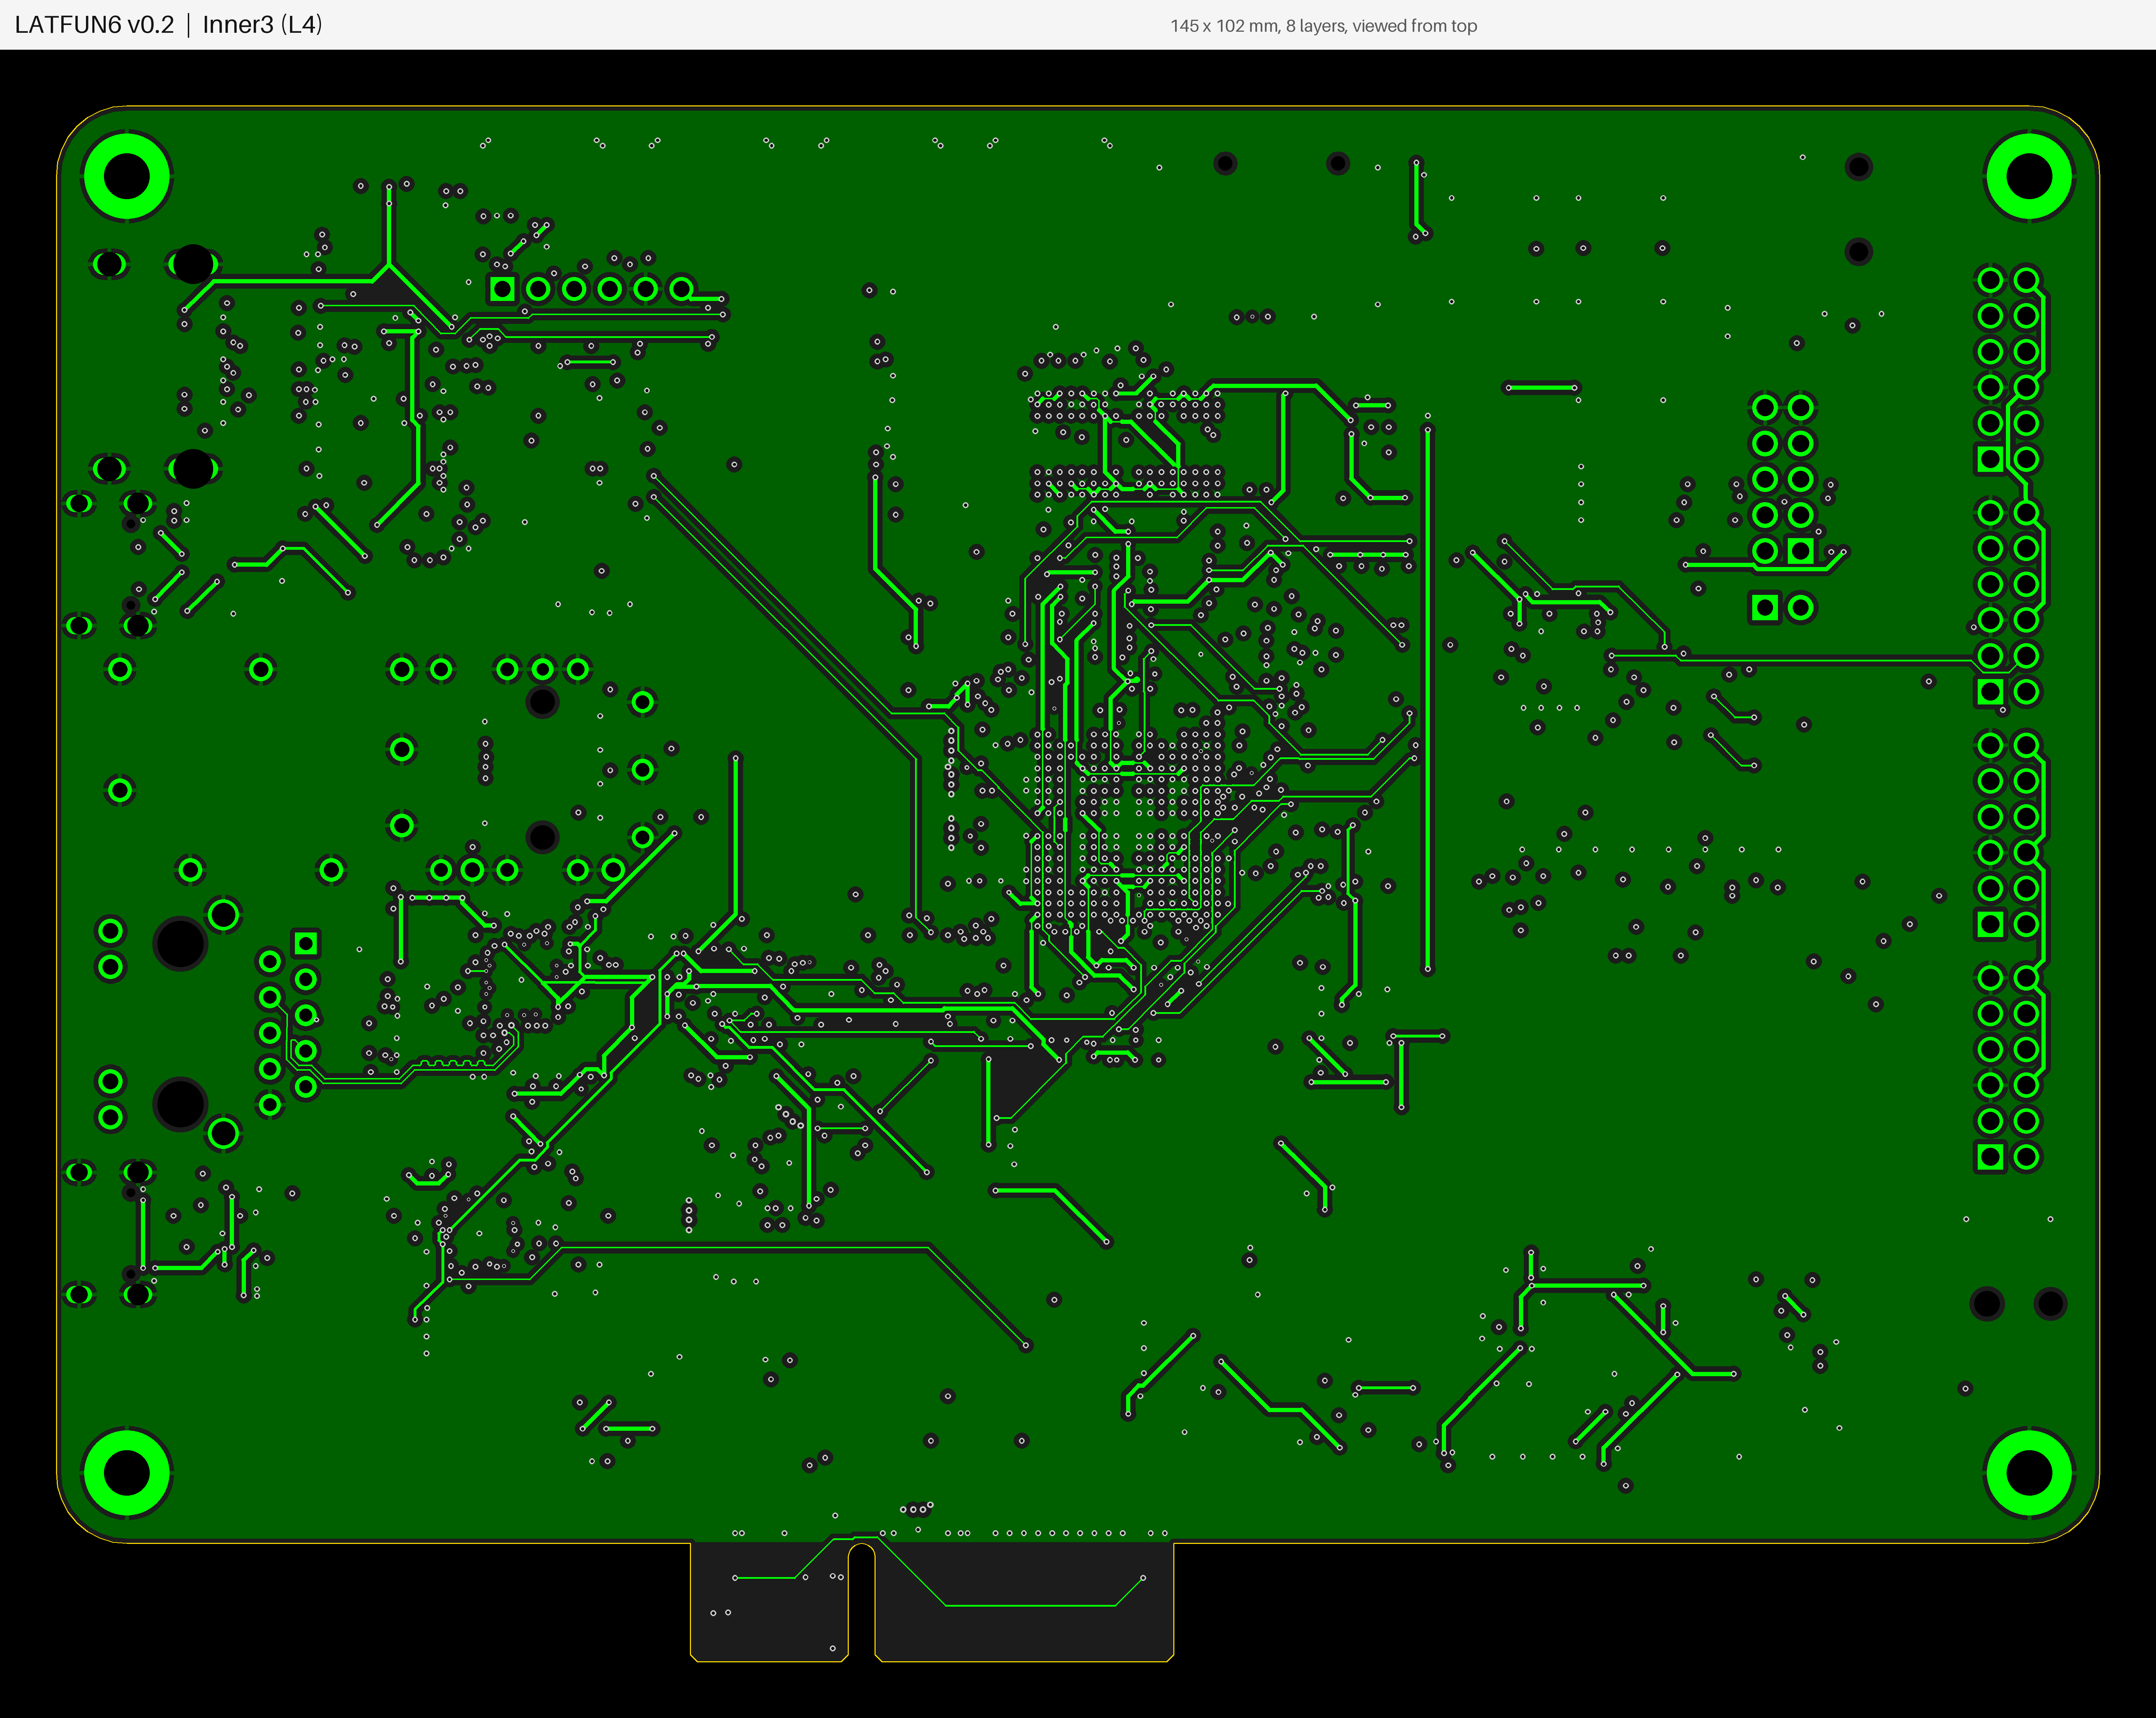 LATFUN6 v0.2 | Inner3 (L4)
145 x 102 mm, 8 layers, viewed from top